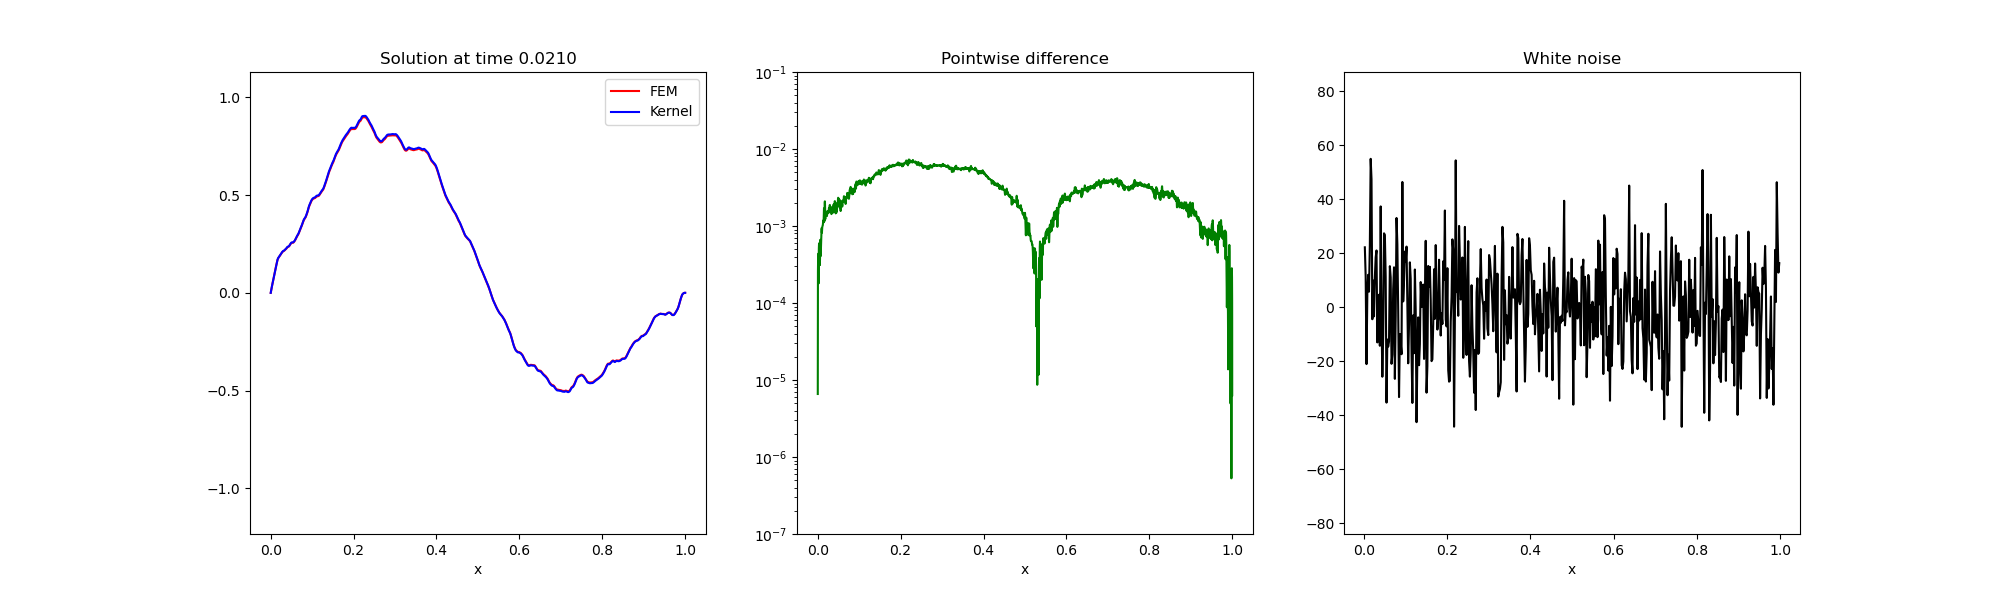 Solution at time 0.0210
1.0
0.5
0.0
−0.5
−1.0
0.0 0.2 0.4 0.6 0.8 1.0
x
FEM
Kernel
Pointwise difference
10⁻¹
10⁻²
10⁻³
10⁻⁴
10⁻⁵
10⁻⁶
10⁻⁷
0.0 0.2 0.4 0.6 0.8 1.0
x
White noise
80
60
40
20
0
−20
−40
−60
−80
0.0 0.2 0.4 0.6 0.8 1.0
x